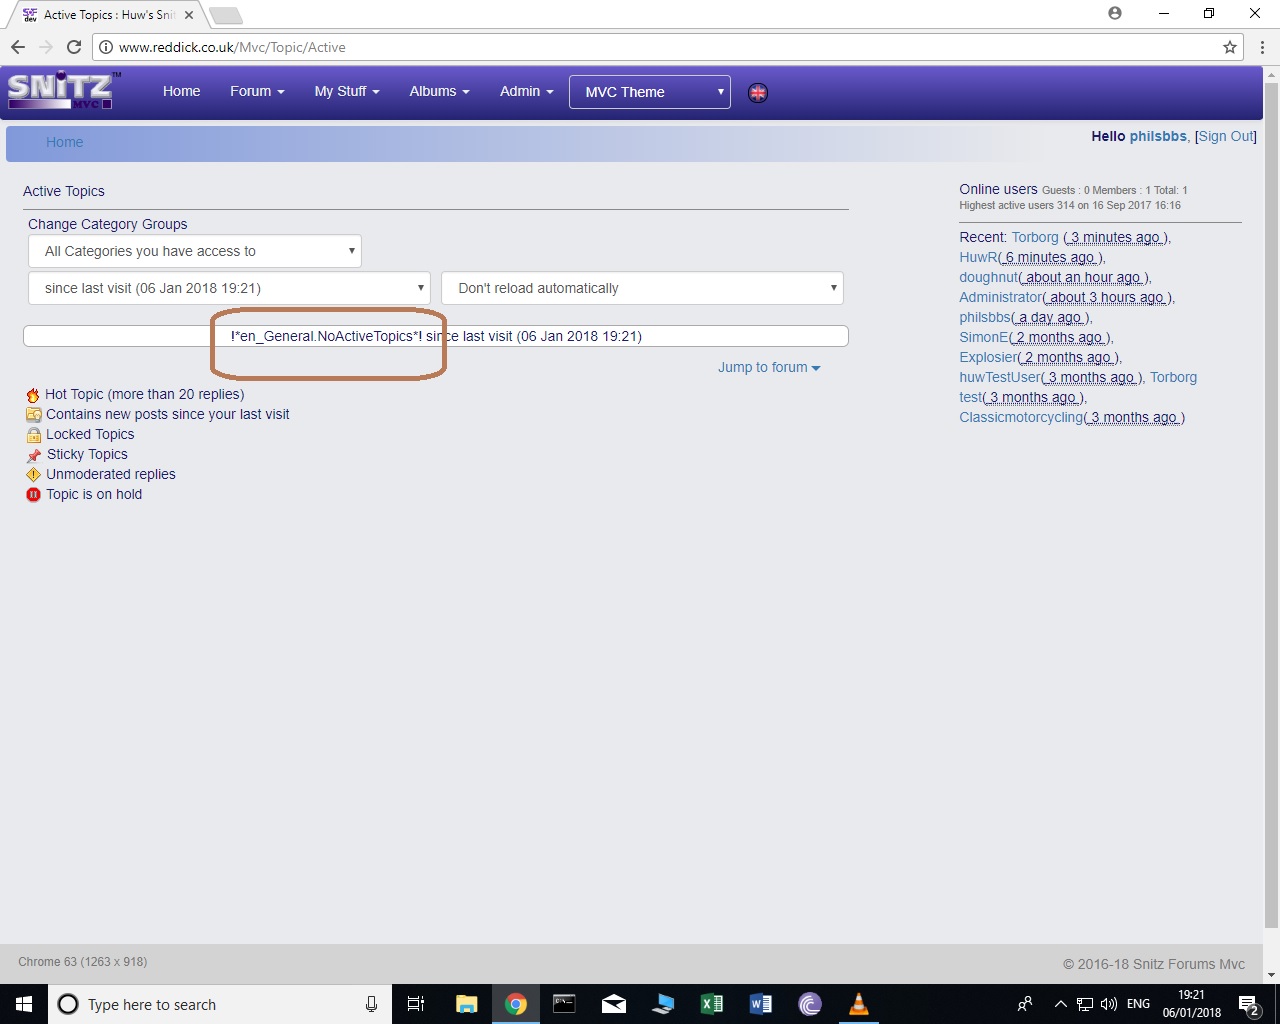 Active Topics : Huw's Snit
www.reddick.co.uk/Mvc/Topic/Active
SNITZ™
MVC
Home Forum My Stuff Albums Admin MVC Theme
Home
Hello philsbbs, [Sign Out]
Active Topics
Change Category Groups
All Categories you have access to
since last visit (06 Jan 2018 19:21) Don't reload automatically
!*en_General.NoActiveTopics*! since last visit (06 Jan 2018 19:21)
Jump to forum
Hot Topic (more than 20 replies)
Contains new posts since your last visit
Locked Topics
Sticky Topics
Unmoderated replies
Topic is on hold
Online users Guests : 0 Members : 1 Total: 1
Highest active users 314 on 16 Sep 2017 16:16
Recent: Torborg ( 3 minutes ago ),
HuwR( 6 minutes ago ),
doughnut( about an hour ago ),
Administrator( about 3 hours ago ),
philsbbs( a day ago ),
SimonE( 2 months ago ),
Explosier( 2 months ago ),
huwTestUser( 3 months ago ), Torborg
test( 3 months ago ),
Classicmotorcycling( 3 months ago )
Chrome 63 (1263 x 918)
© 2016-18 Snitz Forums Mvc
Type here to search
ENG
19:21
06/01/2018
2